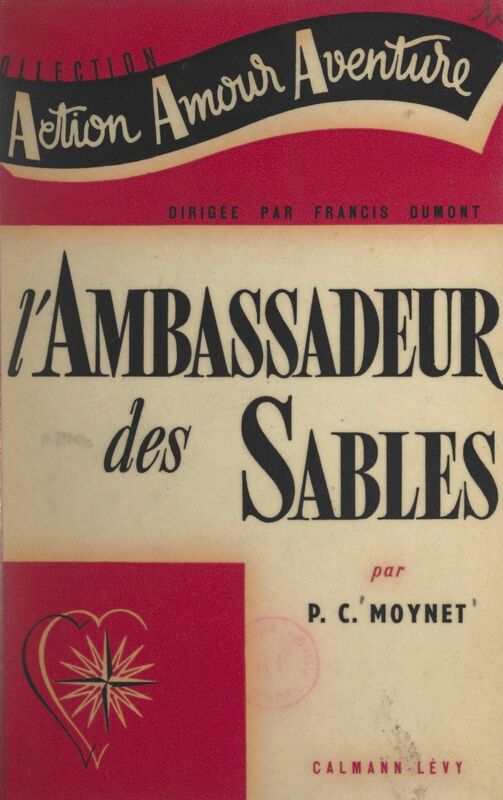 COLLECTION
Action Amour Aventure
DIRIGÉE PAR FRANCIS DUMONT
l'AMBASSADEUR
des SABLES
par
P. C. MOYNET
CALMANN-LÉVY